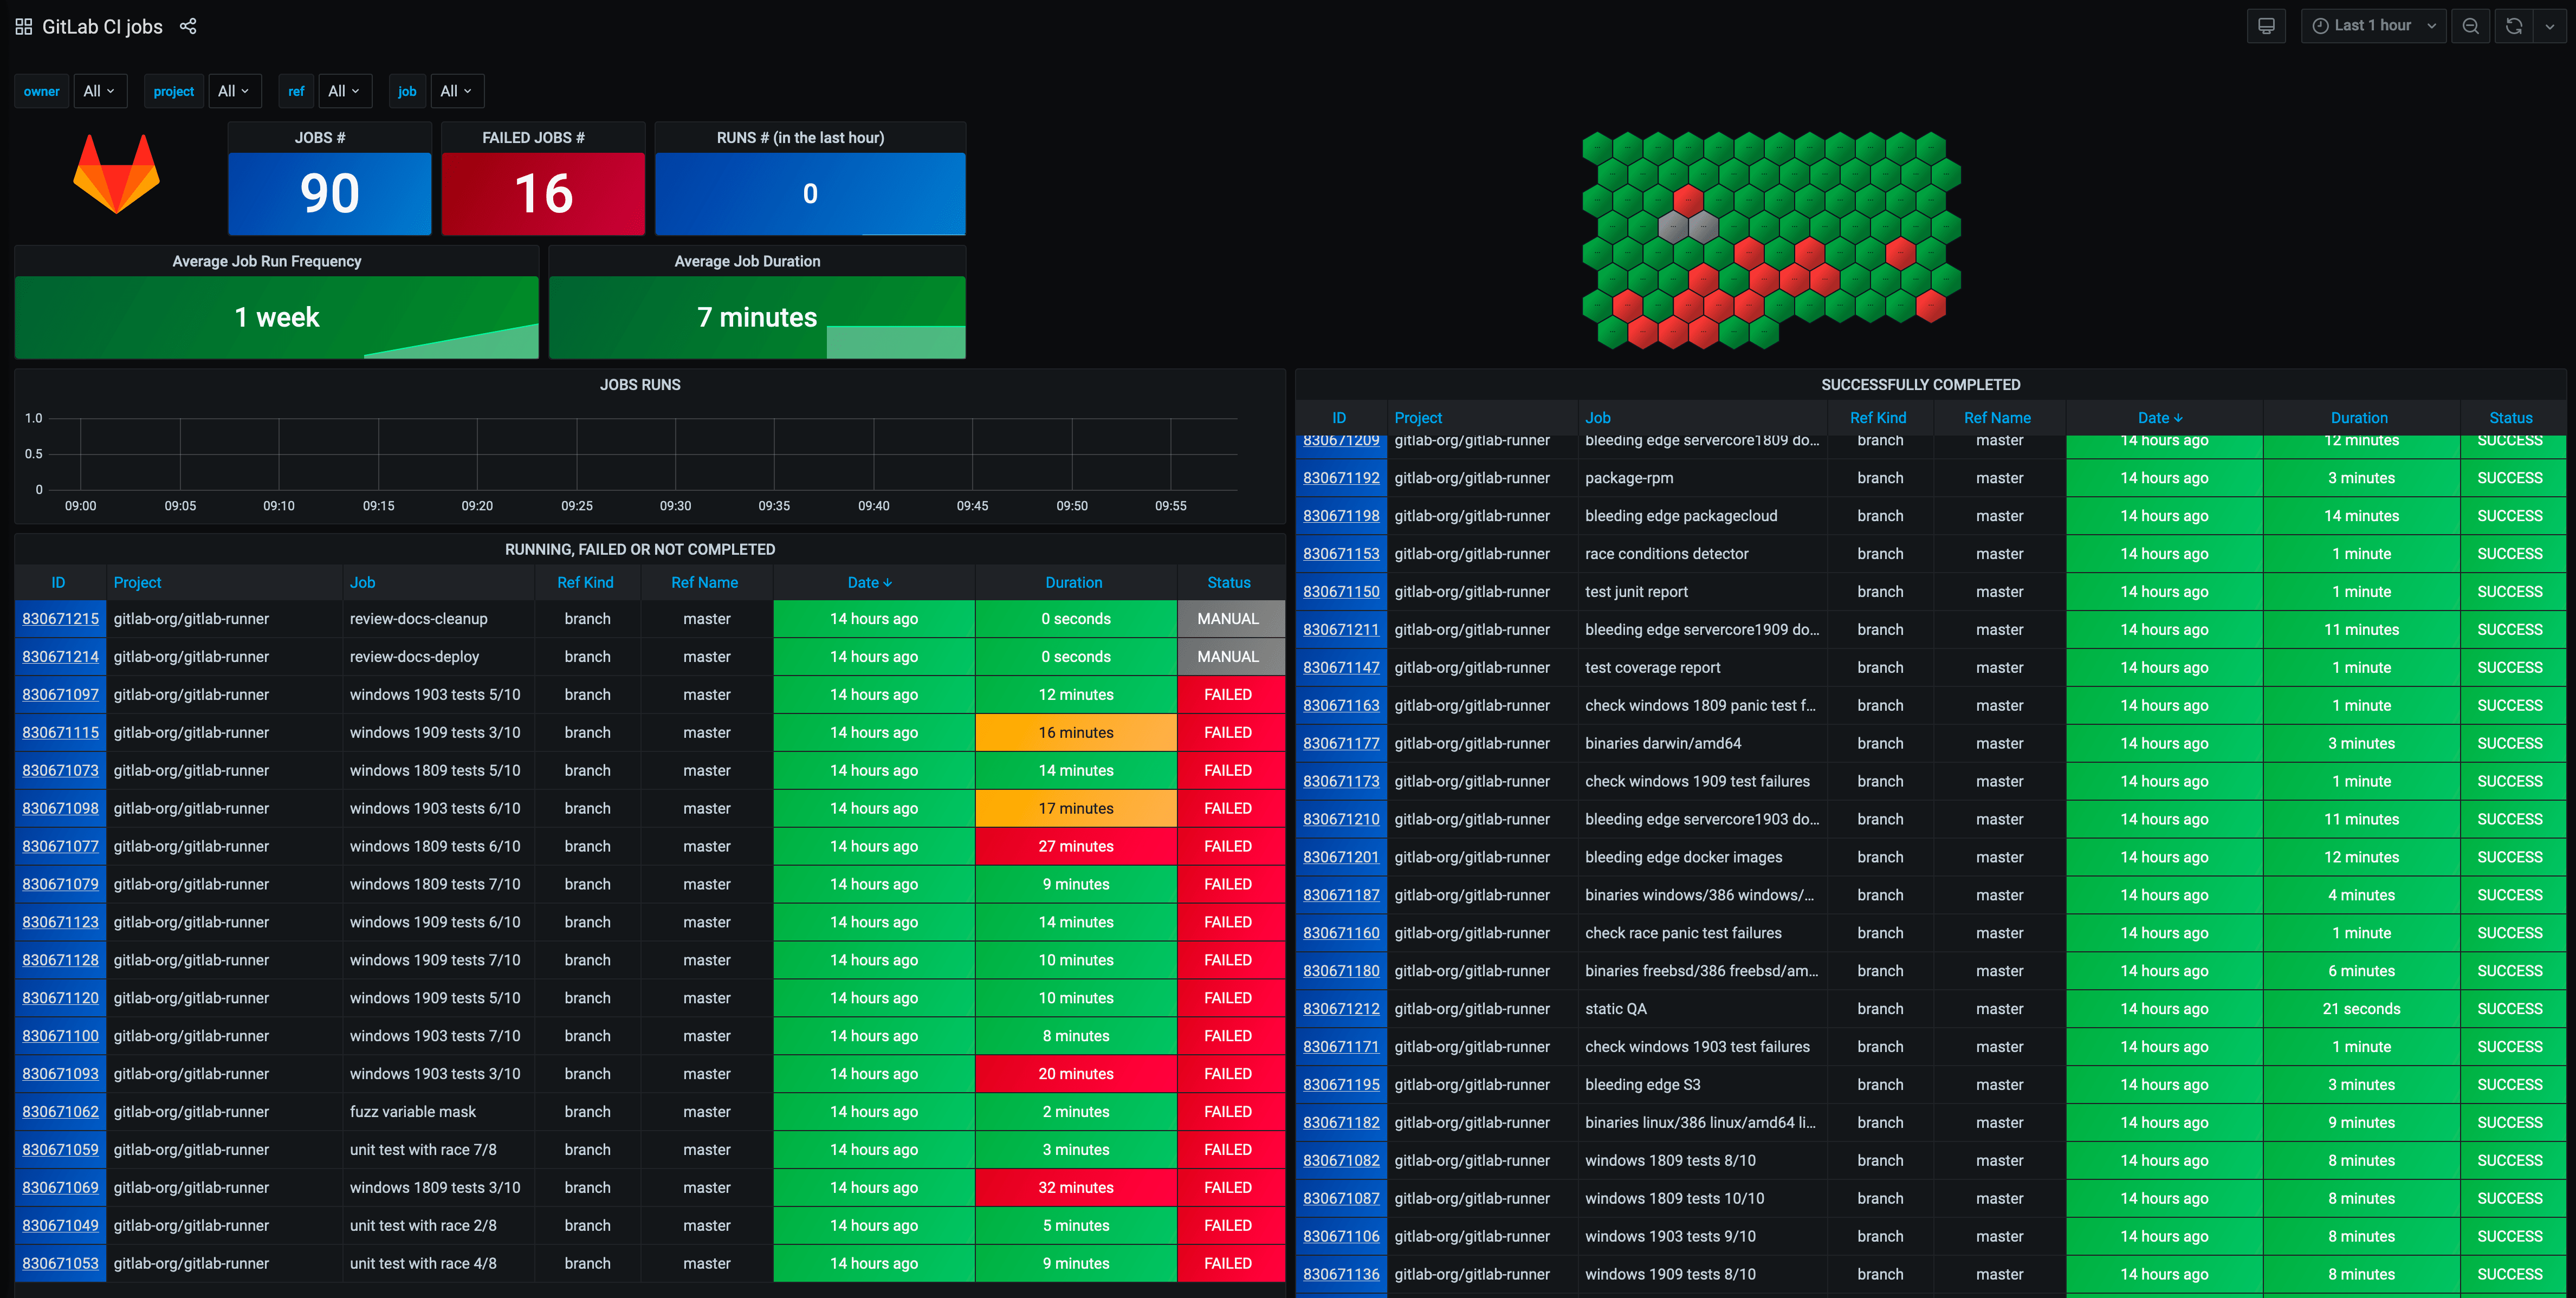 GitLab CI jobs
Last 1 hour
owner All project All ref All job All
JOBS #
90
FAILED JOBS #
16
RUNS # (in the last hour)
0
Average Job Run Frequency
1 week
Average Job Duration
7 minutes
JOBS RUNS
1.0
0.5
0
09:00 09:05 09:10 09:15 09:20 09:25 09:30 09:35 09:40 09:45 09:50 09:55
RUNNING, FAILED OR NOT COMPLETED
ID Project Job Ref Kind Ref Name Date Duration Status
830671215 gitlab-org/gitlab-runner review-docs-cleanup branch master 14 hours ago 0 seconds MANUAL
830671214 gitlab-org/gitlab-runner review-docs-deploy branch master 14 hours ago 0 seconds MANUAL
830671097 gitlab-org/gitlab-runner windows 1903 tests 5/10 branch master 14 hours ago 12 minutes FAILED
830671115 gitlab-org/gitlab-runner windows 1909 tests 3/10 branch master 14 hours ago 16 minutes FAILED
830671073 gitlab-org/gitlab-runner windows 1809 tests 5/10 branch master 14 hours ago 14 minutes FAILED
830671098 gitlab-org/gitlab-runner windows 1903 tests 6/10 branch master 14 hours ago 17 minutes FAILED
830671077 gitlab-org/gitlab-runner windows 1809 tests 6/10 branch master 14 hours ago 27 minutes FAILED
830671079 gitlab-org/gitlab-runner windows 1809 tests 7/10 branch master 14 hours ago 9 minutes FAILED
830671123 gitlab-org/gitlab-runner windows 1909 tests 6/10 branch master 14 hours ago 14 minutes FAILED
830671128 gitlab-org/gitlab-runner windows 1909 tests 7/10 branch master 14 hours ago 10 minutes FAILED
830671120 gitlab-org/gitlab-runner windows 1909 tests 5/10 branch master 14 hours ago 10 minutes FAILED
830671100 gitlab-org/gitlab-runner windows 1903 tests 7/10 branch master 14 hours ago 8 minutes FAILED
830671093 gitlab-org/gitlab-runner windows 1903 tests 3/10 branch master 14 hours ago 20 minutes FAILED
830671062 gitlab-org/gitlab-runner fuzz variable mask branch master 14 hours ago 2 minutes FAILED
830671059 gitlab-org/gitlab-runner unit test with race 7/8 branch master 14 hours ago 3 minutes FAILED
830671069 gitlab-org/gitlab-runner windows 1809 tests 3/10 branch master 14 hours ago 32 minutes FAILED
830671049 gitlab-org/gitlab-runner unit test with race 2/8 branch master 14 hours ago 5 minutes FAILED
830671053 gitlab-org/gitlab-runner unit test with race 4/8 branch master 14 hours ago 9 minutes FAILED
SUCCESSFULLY COMPLETED
ID Project Job Ref Kind Ref Name Date Duration Status
830671209 gitlab-org/gitlab-runner bleeding edge servercore1809 do... branch master 14 hours ago 12 minutes SUCCESS
830671192 gitlab-org/gitlab-runner package-rpm branch master 14 hours ago 3 minutes SUCCESS
830671198 gitlab-org/gitlab-runner bleeding edge packagecloud branch master 14 hours ago 14 minutes SUCCESS
830671153 gitlab-org/gitlab-runner race conditions detector branch master 14 hours ago 1 minute SUCCESS
830671150 gitlab-org/gitlab-runner test junit report branch master 14 hours ago 1 minute SUCCESS
830671211 gitlab-org/gitlab-runner bleeding edge servercore1909 do... branch master 14 hours ago 11 minutes SUCCESS
830671147 gitlab-org/gitlab-runner test coverage report branch master 14 hours ago 1 minute SUCCESS
830671163 gitlab-org/gitlab-runner check windows 1809 panic test f... branch master 14 hours ago 1 minute SUCCESS
830671177 gitlab-org/gitlab-runner binaries darwin/amd64 branch master 14 hours ago 3 minutes SUCCESS
830671173 gitlab-org/gitlab-runner check windows 1909 test failures branch master 14 hours ago 1 minute SUCCESS
830671210 gitlab-org/gitlab-runner bleeding edge servercore1903 do... branch master 14 hours ago 11 minutes SUCCESS
830671201 gitlab-org/gitlab-runner bleeding edge docker images branch master 14 hours ago 12 minutes SUCCESS
830671187 gitlab-org/gitlab-runner binaries windows/386 windows/... branch master 14 hours ago 4 minutes SUCCESS
830671160 gitlab-org/gitlab-runner check race panic test failures branch master 14 hours ago 1 minute SUCCESS
830671180 gitlab-org/gitlab-runner binaries freebsd/386 freebsd/am... branch master 14 hours ago 6 minutes SUCCESS
830671212 gitlab-org/gitlab-runner static QA branch master 14 hours ago 21 seconds SUCCESS
830671171 gitlab-org/gitlab-runner check windows 1903 test failures branch master 14 hours ago 1 minute SUCCESS
830671195 gitlab-org/gitlab-runner bleeding edge S3 branch master 14 hours ago 3 minutes SUCCESS
830671182 gitlab-org/gitlab-runner binaries linux/386 linux/amd64 li... branch master 14 hours ago 9 minutes SUCCESS
830671082 gitlab-org/gitlab-runner windows 1809 tests 8/10 branch master 14 hours ago 8 minutes SUCCESS
830671087 gitlab-org/gitlab-runner windows 1809 tests 10/10 branch master 14 hours ago 8 minutes SUCCESS
830671106 gitlab-org/gitlab-runner windows 1903 tests 9/10 branch master 14 hours ago 8 minutes SUCCESS
830671136 gitlab-org/gitlab-runner windows 1909 tests 8/10 branch master 14 hours ago 8 minutes SUCCESS